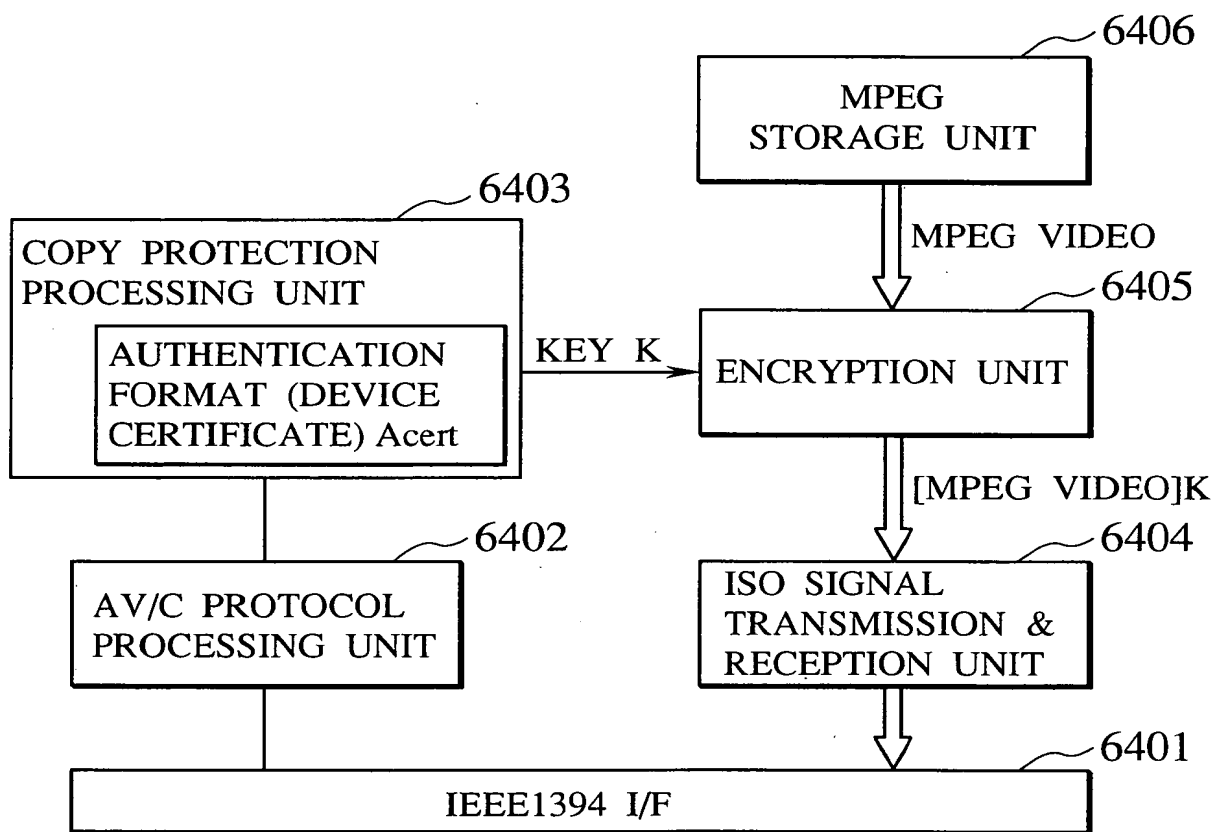 6406
MPEG
STORAGE UNIT
6403
COPY PROTECTION
PROCESSING UNIT
AUTHENTICATION
FORMAT (DEVICE
CERTIFICATE) Acert
MPEG VIDEO
6405
KEY K
ENCRYPTION UNIT
[MPEG VIDEO]K
6402
AV/C PROTOCOL
PROCESSING UNIT
6404
ISO SIGNAL
TRANSMISSION &
RECEPTION UNIT
6401
IEEE1394 I/F